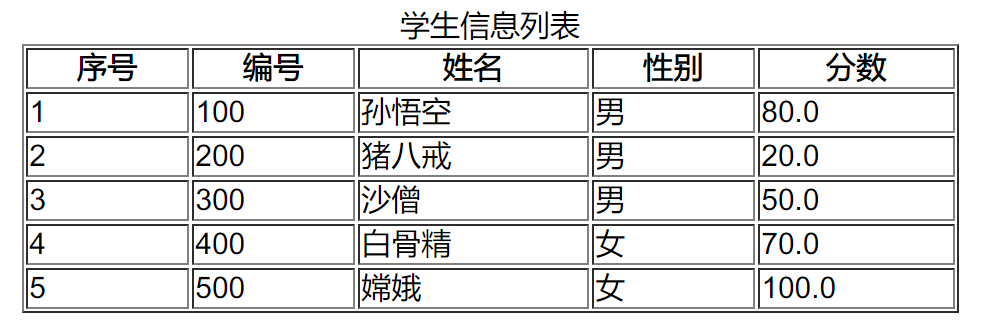 学生信息列表
序号 编号 姓名 性别 分数
1 100 孙悟空 男 80.0
2 200 猪八戒 男 20.0
3 300 沙僧 男 50.0
4 400 白骨精 女 70.0
5 500 嫦娥 女 100.0